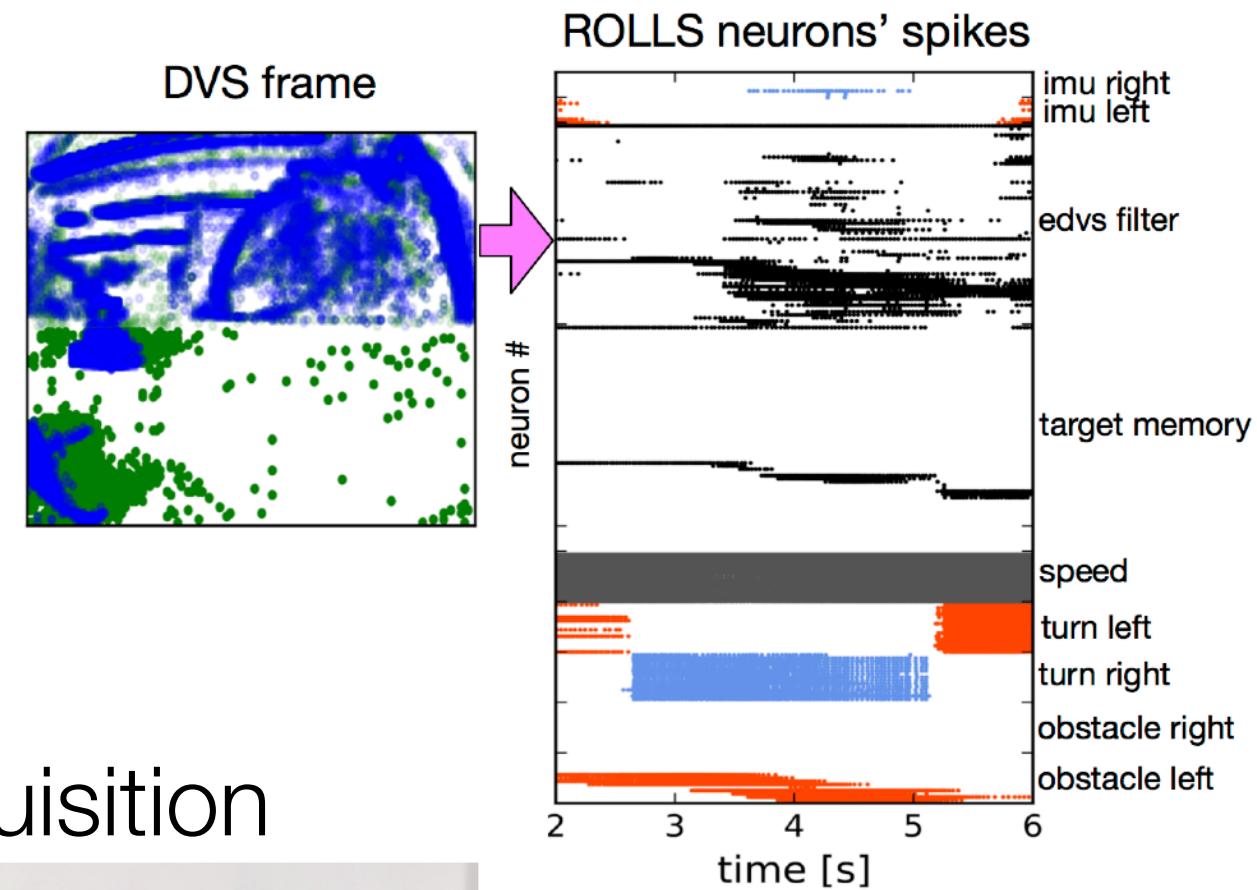 ROLLS neurons' spikes
DVS frame
imu right
imu left
edvs filter
neuron #
target memory
speed
turn left
turn right
obstacle right
obstacle left
uisition
2 3 4 5 6
time [s]